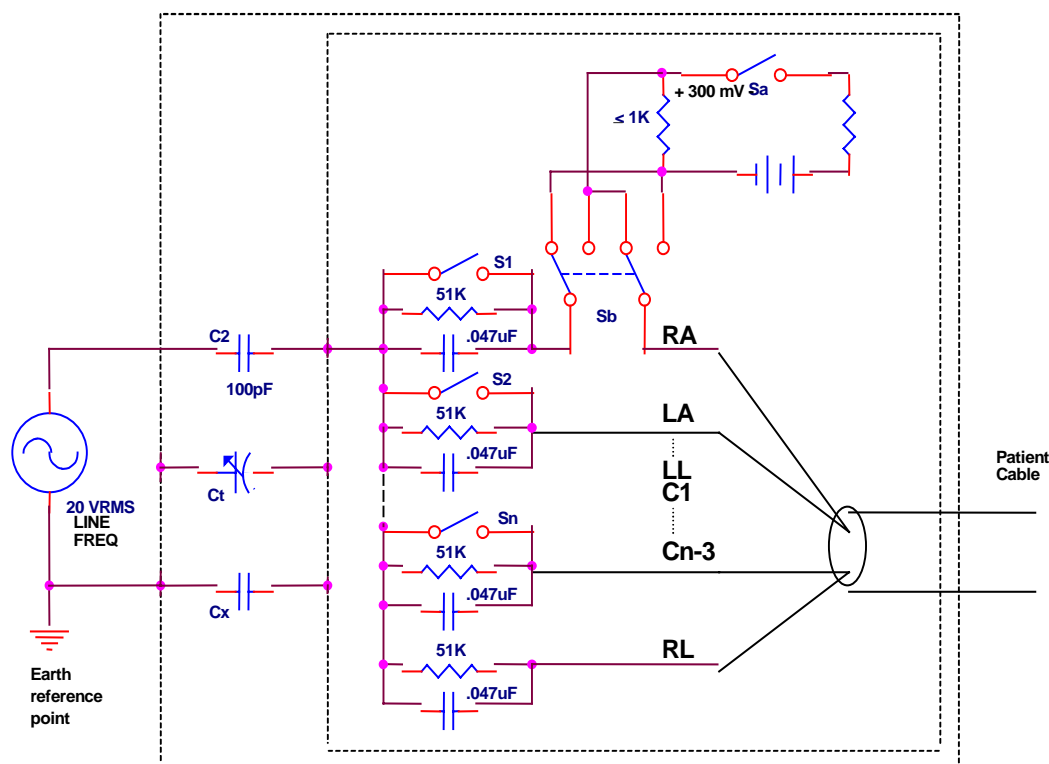 + 300 mV -
Sa
≤ 1K
S1
51K
.047uF
Sb
C2
100pF
RA
S2
51K
.047uF
LA
LL
C1
Ct
20 VRMS
LINE
FREQ
Sn
51K
.047uF
Cn-3
Cx
51K
.047uF
RL
Patient
Cable
Earth
reference
point